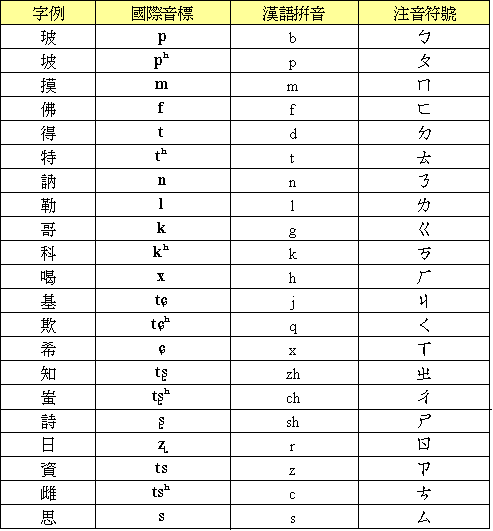 字例 國際音標 漢語拼音 注音符號
玻 p b ㄅ
坡 pʰ p ㄆ
摸 m m ㄇ
佛 f f ㄈ
得 t d ㄉ
特 tʰ t ㄊ
訥 n n ㄋ
勒 l l ㄌ
哥 k g ㄍ
科 kʰ k ㄎ
喝 x h ㄏ
基 tɕ j ㄐ
欺 tɕʰ q ㄑ
希 ɕ x ㄒ
知 tʂ zh ㄓ
蚩 tʂʰ ch ㄔ
詩 ʂ sh ㄕ
日 ʐ r ㄖ
資 ts z ㄗ
雌 tsʰ c ㄘ
思 s s ㄙ